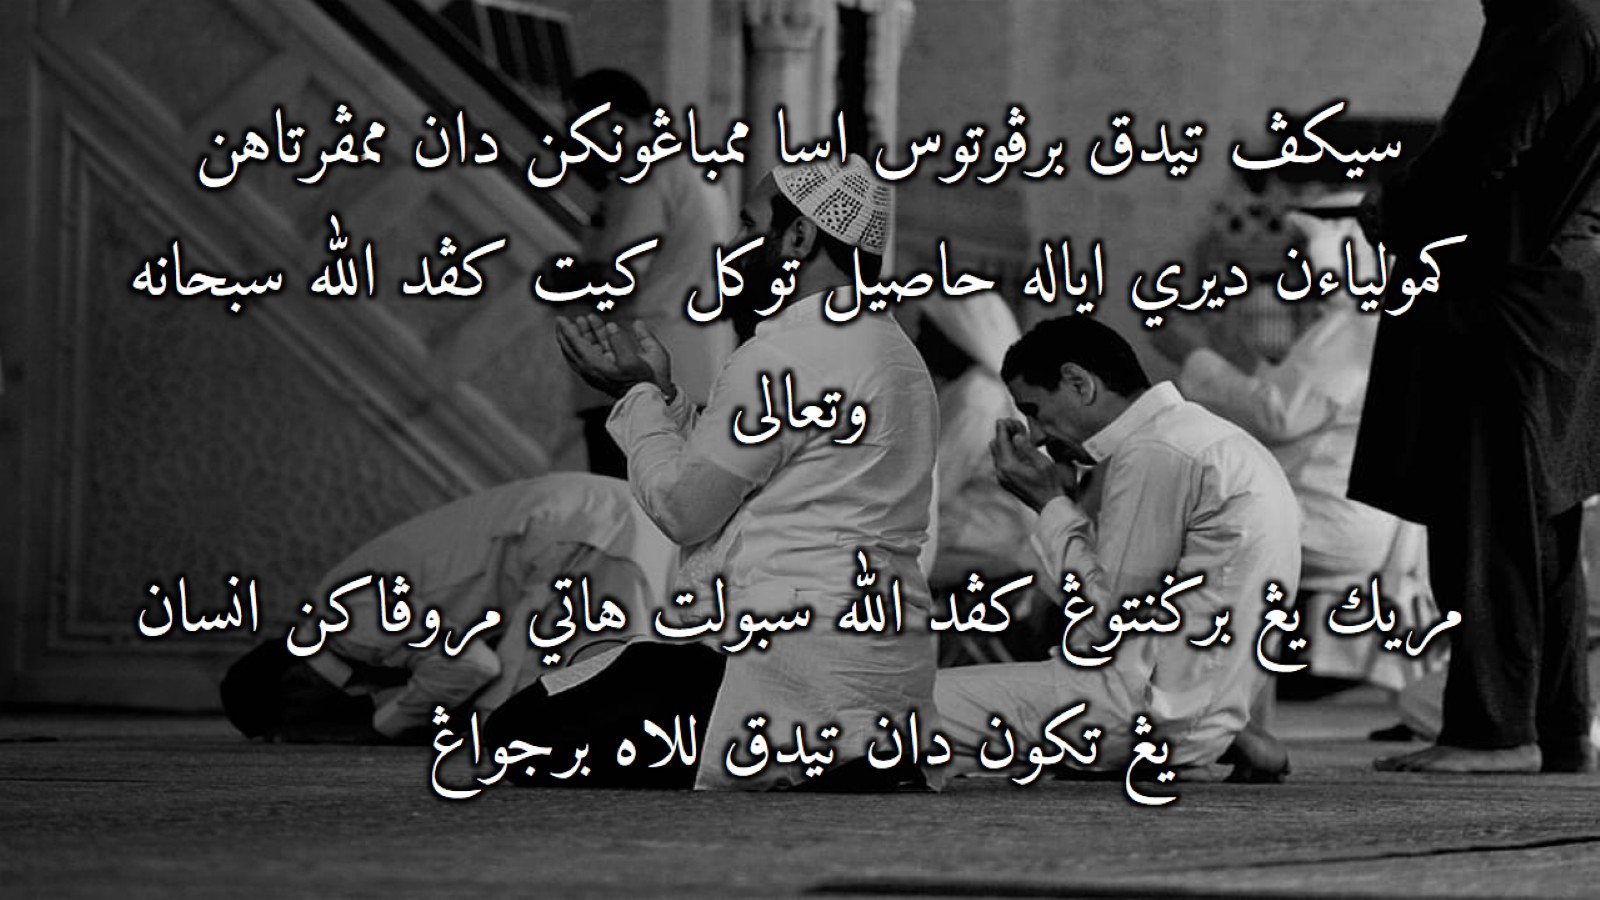 سيكڤ تيدق برڤوتوس اسا ممباڠونكن دان ممڤرتاهن
كمولياءن ديري اياله حاصيل توكل كيت كڤد الله سبحانه
وتعالى
مريك يڠ برݢنتوڠ كڤد الله سبولت هاتي مروڤاكن انسان
يڠ تكون دان تيدق للاه برجواڠ